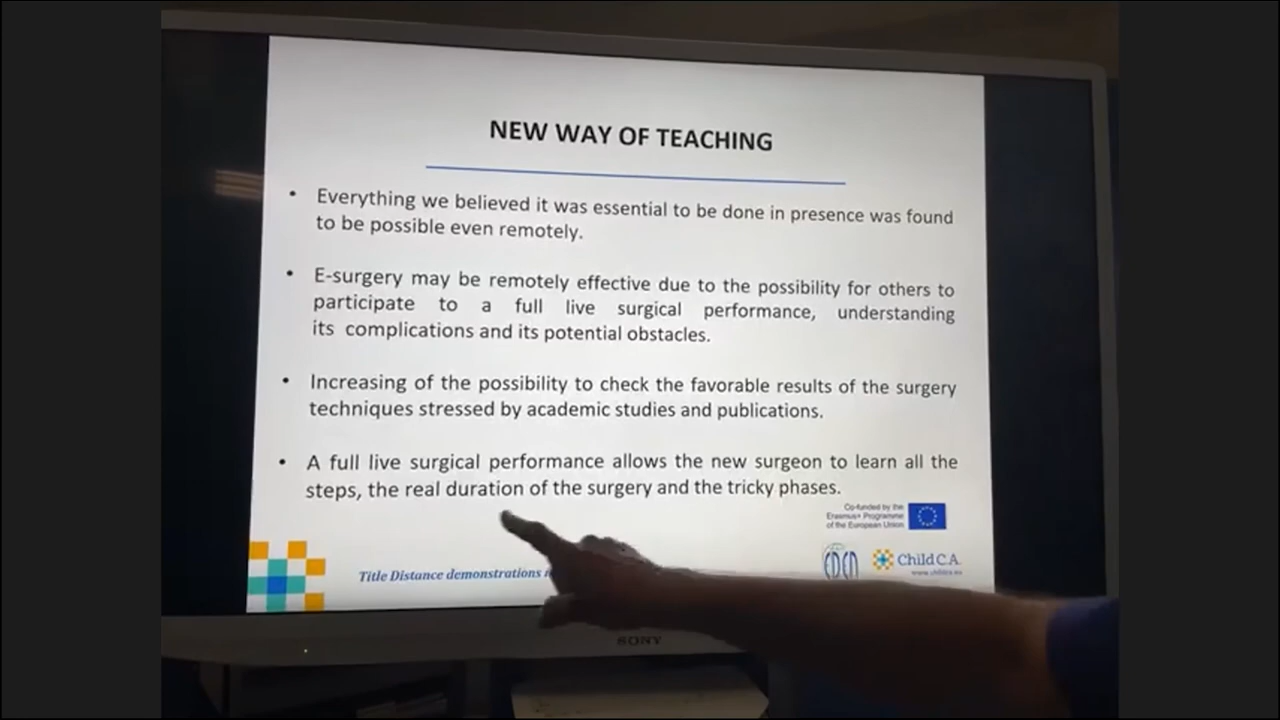 NEW WAY OF TEACHING
• Everything we believed it was essential to be done in presence was found
to be possible even remotely.
• E-surgery may be remotely effective due to the possibility for others to
participate to a full live surgical performance, understanding
its complications and its potential obstacles.
• Increasing of the possibility to check the favorable results of the surgery
techniques stressed by academic studies and publications.
• A full live surgical performance allows the new surgeon to learn all the
steps, the real duration of the surgery and the tricky phases.
Co-funded by the
Erasmus+ Programme
of the European Union
EDEN
ChildC.A.
Title Distance demonstrations
SONY